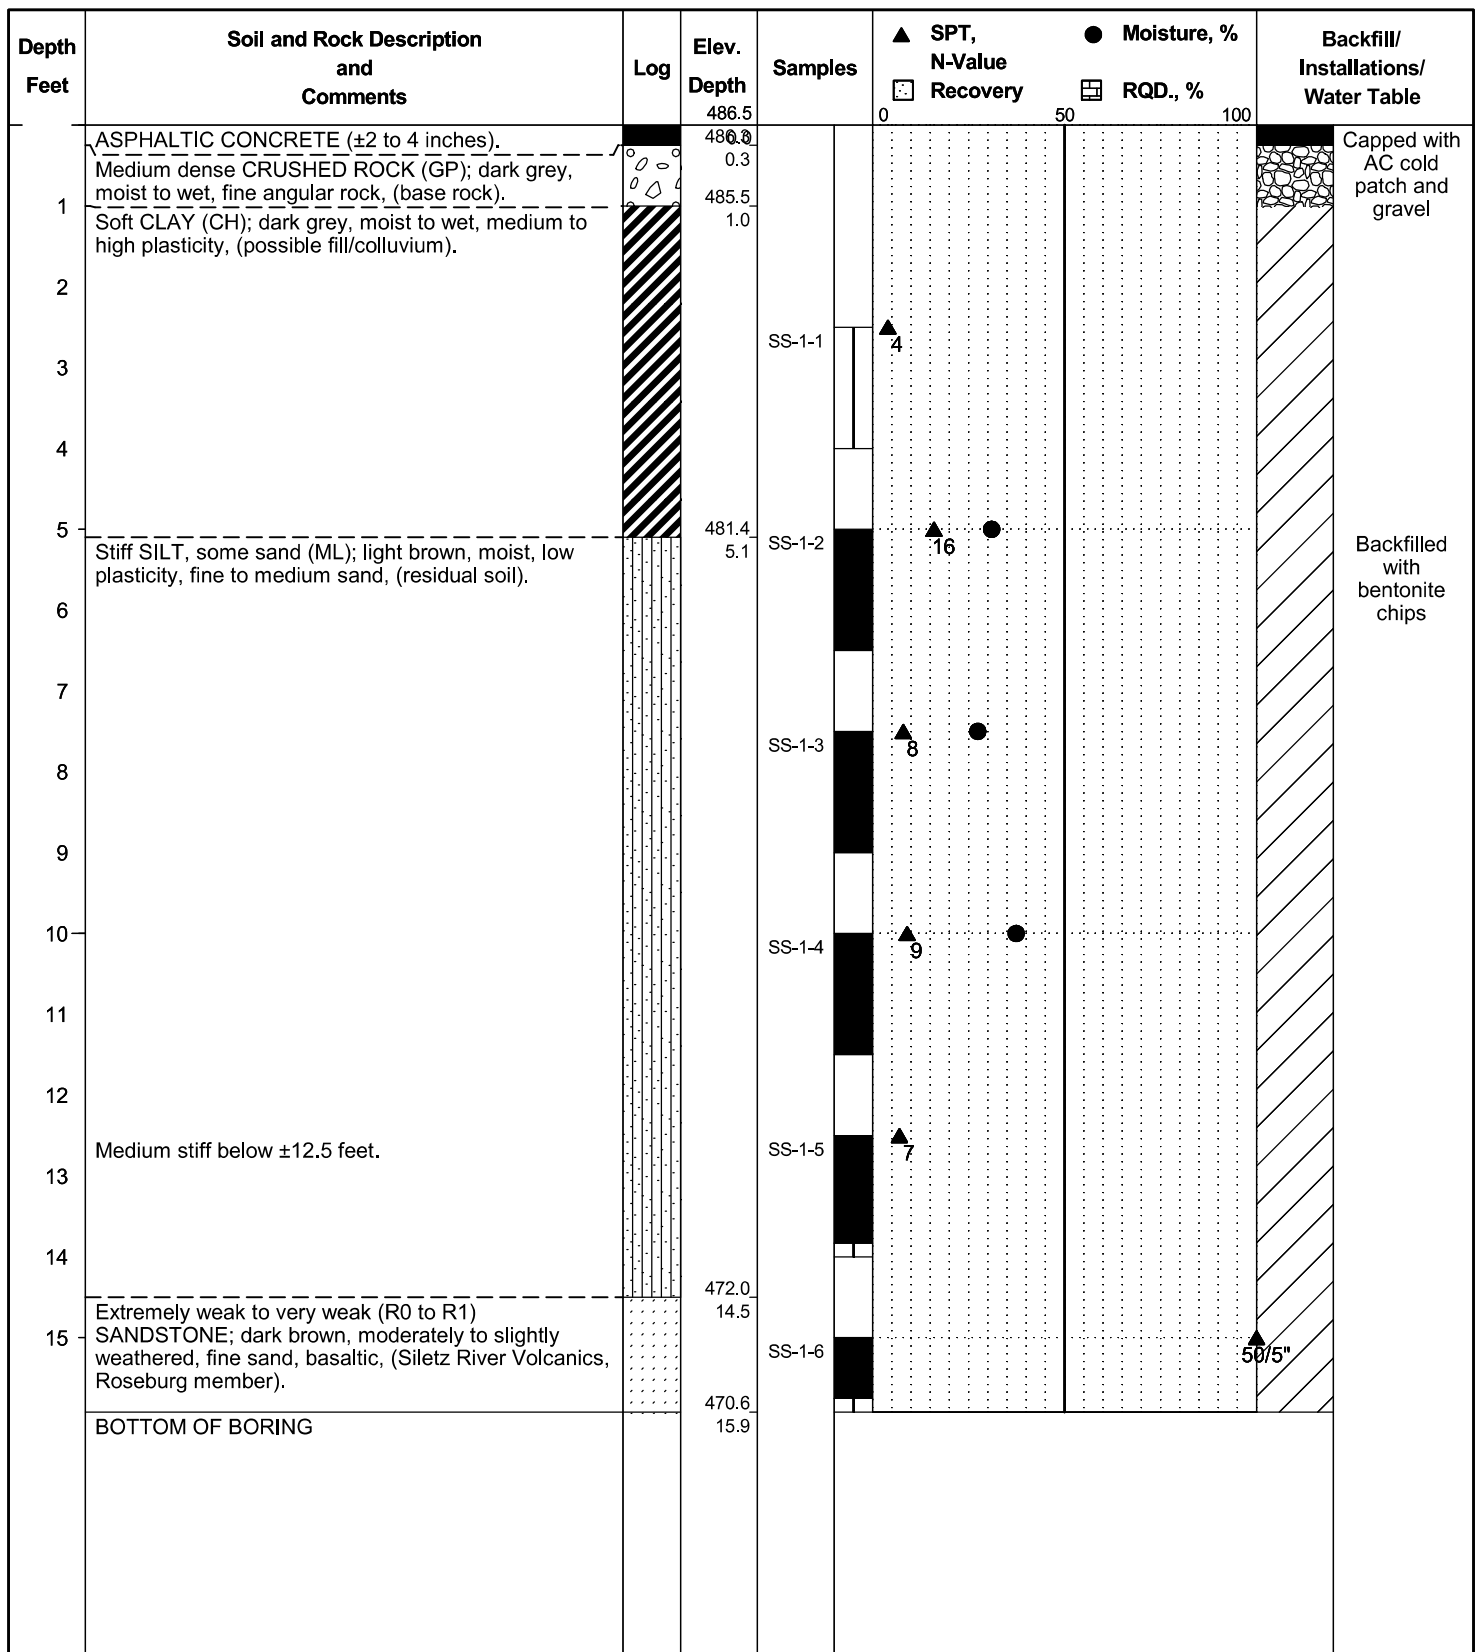 Depth
Feet
Soil and Rock Description
and
Comments
Log
Elev.
Depth
Samples
SPT,
N-Value
Moisture, %
Recovery
RQD., %
Backfill/
Installations/
Water Table
0
50
100
486.5
0.0
ASPHALTIC CONCRETE (±2 to 4 inches).
486.3
0.3
Capped with
AC cold
patch and
gravel
Medium dense CRUSHED ROCK (GP); dark grey,
moist to wet, fine angular rock, (base rock).
1
485.5
1.0
Soft CLAY (CH); dark grey, moist to wet, medium to
high plasticity, (possible fill/colluvium).
2
SS-1-1
4
3
4
5
481.4
5.1
SS-1-2
16
Stiff SILT, some sand (ML); light brown, moist, low
plasticity, fine to medium sand, (residual soil).
Backfilled
with
bentonite
chips
6
7
SS-1-3
8
8
9
10
SS-1-4
9
11
12
Medium stiff below ±12.5 feet.
SS-1-5
7
13
14
472.0
14.5
Extremely weak to very weak (R0 to R1)
SANDSTONE; dark brown, moderately to slightly
weathered, fine sand, basaltic, (Siletz River Volcanics,
Roseburg member).
15
SS-1-6
50/5"
470.6
15.9
BOTTOM OF BORING